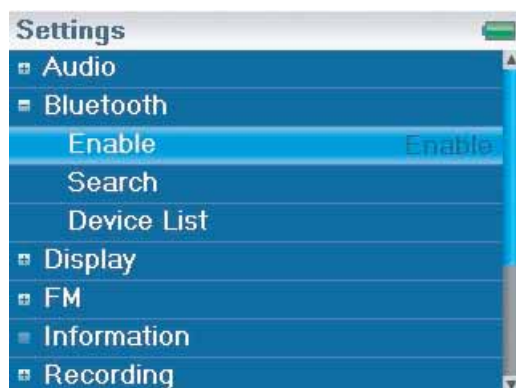 Settings
Audio
Bluetooth
Enable Enable
Search
Device List
Display
FM
Information
Recording